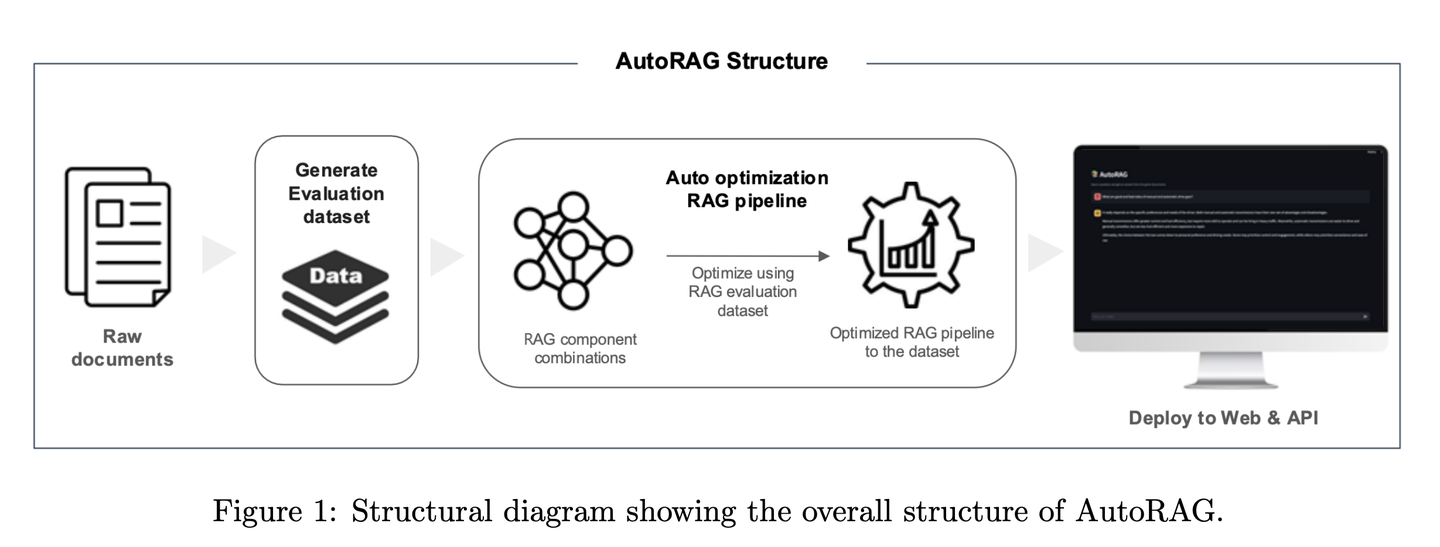 AutoRAG Structure
Raw
documents
Generate
Evaluation
dataset
Data
RAG component
combinations
Auto optimization
RAG pipeline
Optimize using
RAG evaluation
dataset
Optimized RAG pipeline
to the dataset
AutoRAG
Deploy to Web & API
Figure 1: Structural diagram showing the overall structure of AutoRAG.